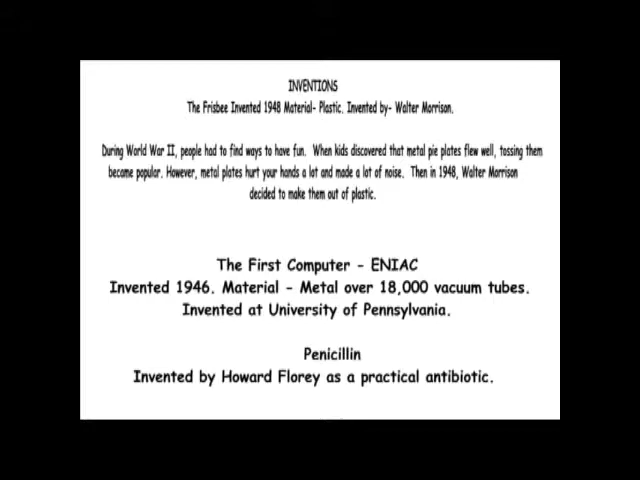 INVENTIONS
The Frisbee Invented 1948 Material- Plastic. Invented by- Walter Morrison.
During World War II, people had to find ways to have fun. When kids discovered that metal pie plates flew well, tossing them
became popular. However, metal plates hurt your hands a lot and made a lot of noise. Then in 1948, Walter Morrison
decided to make them out of plastic.
The First Computer - ENIAC
Invented 1946. Material - Metal over 18,000 vacuum tubes.
Invented at University of Pennsylvania.
Penicillin
Invented by Howard Florey as a practical antibiotic.